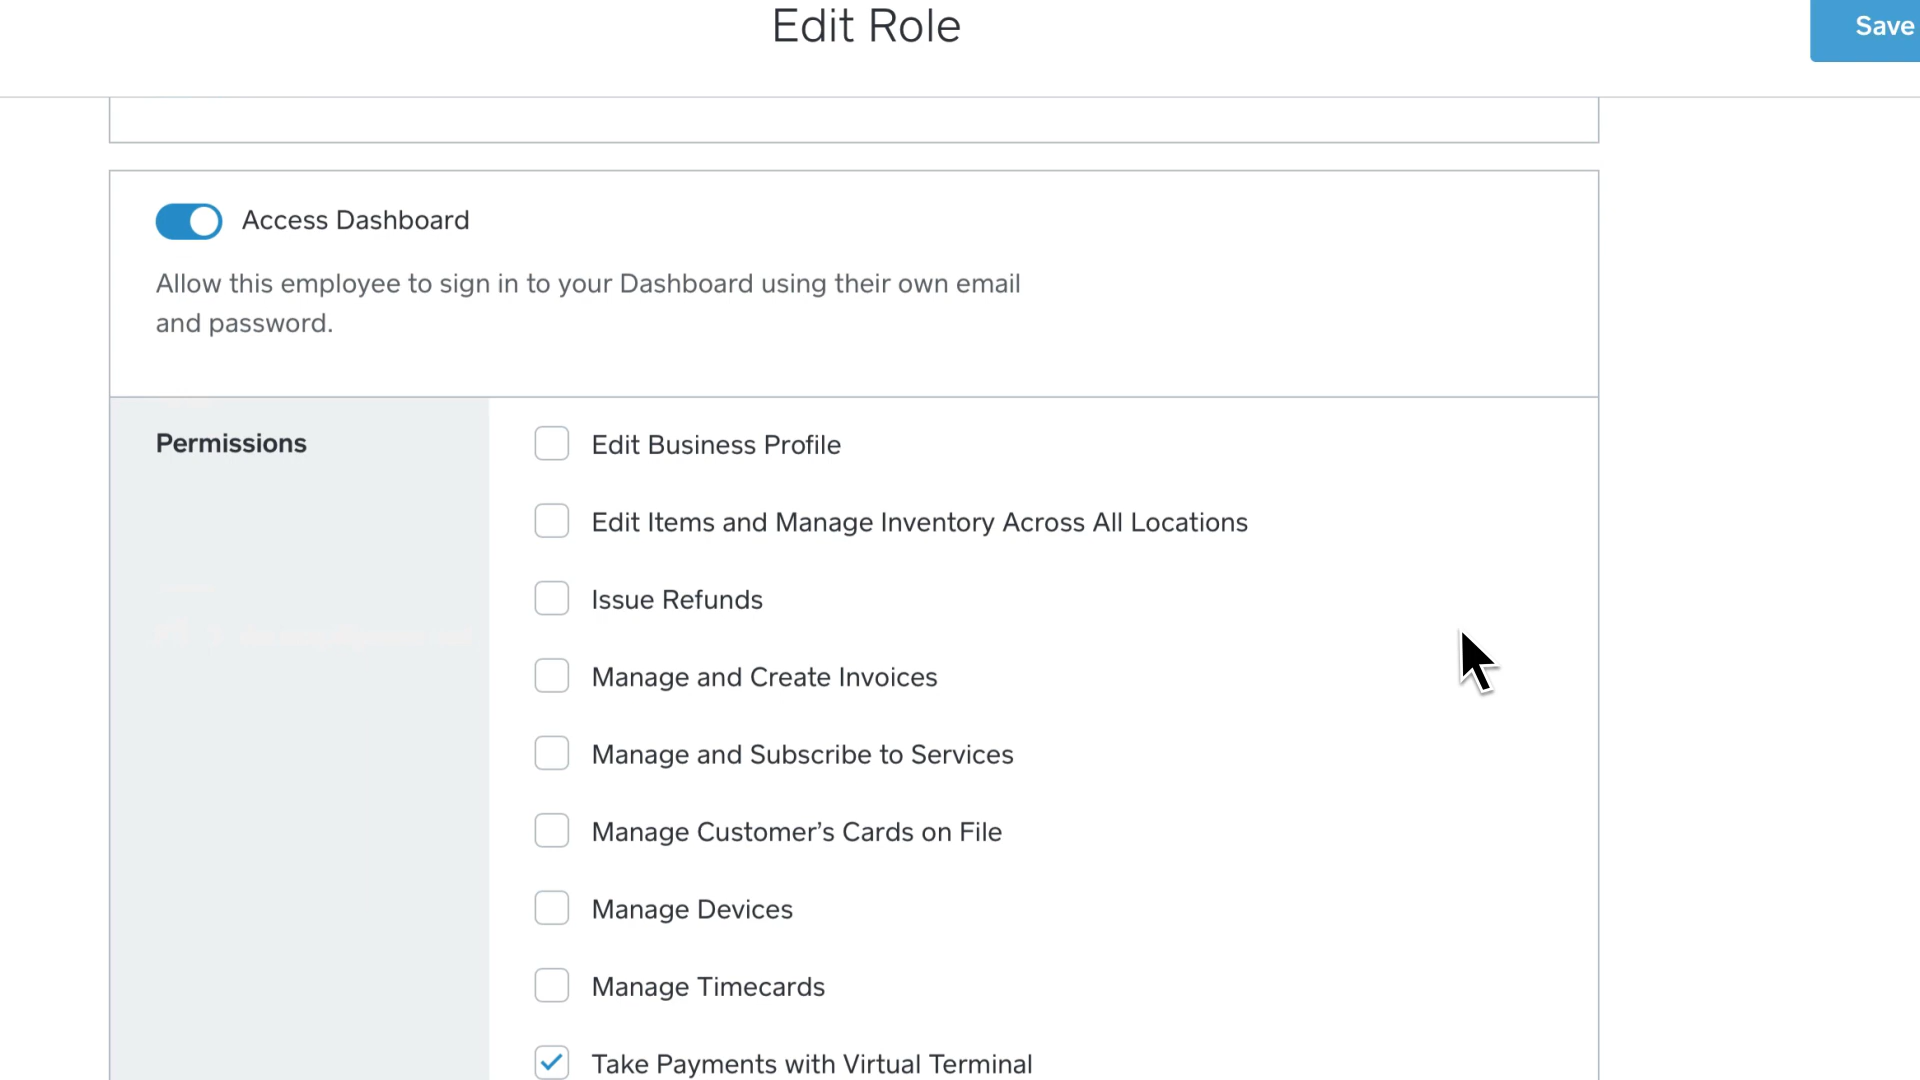 Edit Role
Save
Access Dashboard
Allow this employee to sign in to your Dashboard using their own email
and password.
Permissions
Edit Business Profile
Edit Items and Manage Inventory Across All Locations
Issue Refunds
Manage and Create Invoices
Manage and Subscribe to Services
Manage Customer’s Cards on File
Manage Devices
Manage Timecards
Take Payments with Virtual Terminal